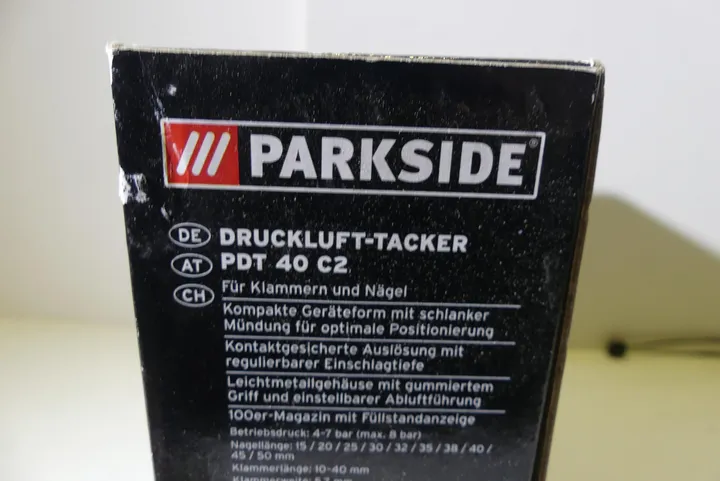 PARKSIDE®
DE DRUCKLUFT-TACKER
AT PDT 40 C2
CH Für Klammern und Nägel
Kompakte Geräteform mit schlanker
Mündung für optimale Positionierung
Kontaktgesicherte Auslösung mit
regulierbarer Einschlagtiefe
Leichtmetallgehäuse mit gummiertem
Griff und einstellbarer Abluftführung
100er-Magazin mit Füllstandanzeige
Betriebsdruck: 4-7 bar (max. 8 bar)
Nagellänge: 15 / 20 / 25 / 30 / 32 / 35 / 38 / 40 /
45 / 50 mm
Klammerlänge: 10-40 mm